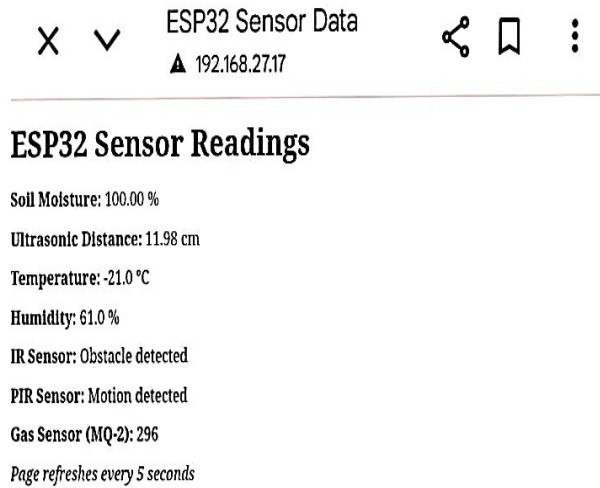 ESP32 Sensor Data
192.168.27.17
ESP32 Sensor Readings
Soil Moisture: 100.00 %
Ultrasonic Distance: 11.98 cm
Temperature: -21.0 °C
Humidity: 61.0 %
IR Sensor: Obstacle detected
PIR Sensor: Motion detected
Gas Sensor (MQ-2): 296
Page refreshes every 5 seconds